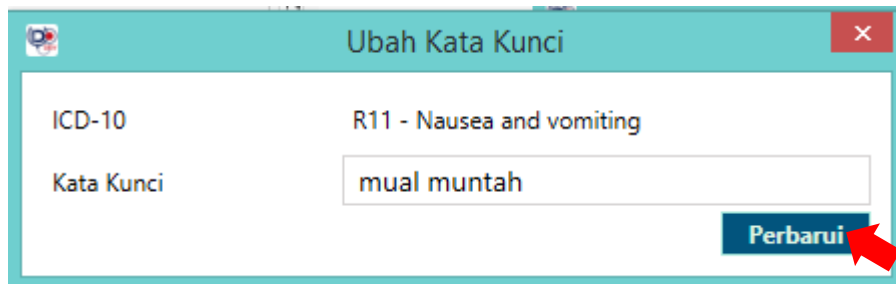 Ubah Kata Kunci
ICD-10 R11 - Nausea and vomiting
Kata Kunci mual muntah
Perbarui